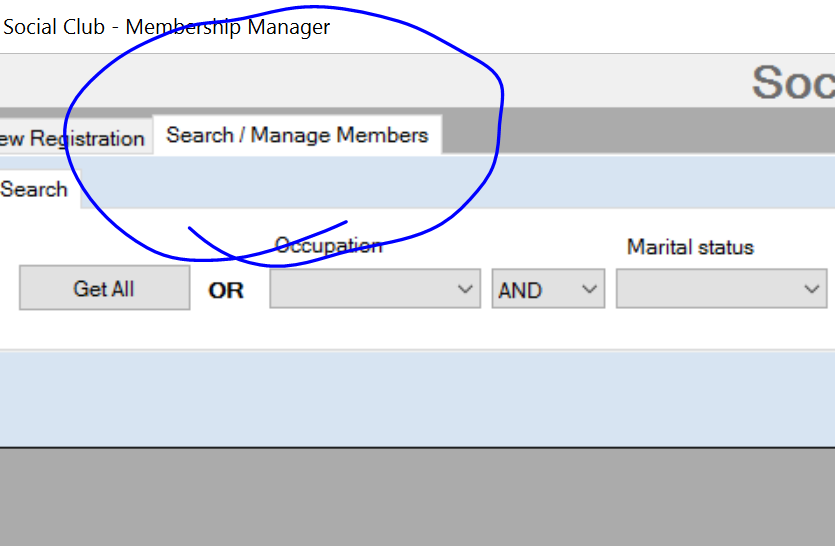 Social Club - Membership Manager
Soc
ew Registration
Search / Manage Members
Search
Occupation
Marital status
Get All
OR
AND